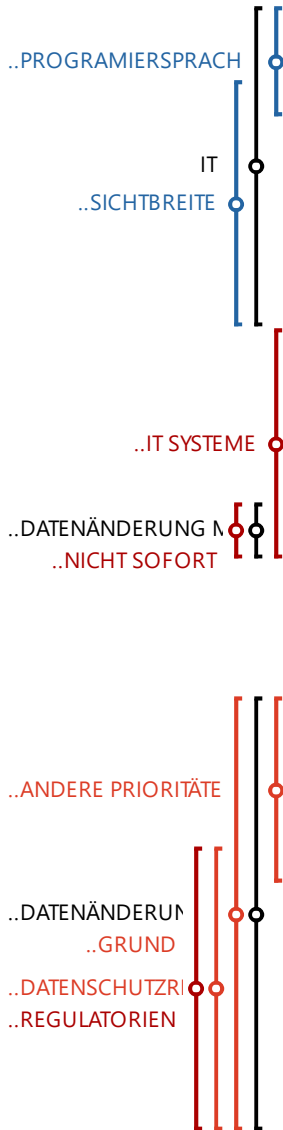 ..PROGRAMIERSPRACH
IT
..SICHTBREITE
..IT SYSTEME
..DATENÄNDERUNG M
..NICHT SOFORT
..ANDERE PRIORITÄTE
..DATENÄNDERUN
..GRUND
..DATENSCHUTZRI
..REGULATORIEN